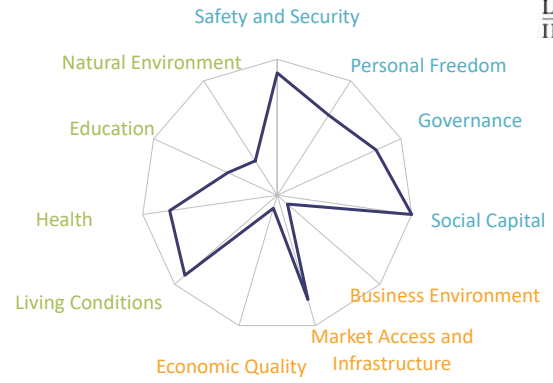 Safety and Security
Natural Environment
Personal Freedom
Education
Governance
Health
Social Capital
Living Conditions
Business Environment
Market Access and
Infrastructure
Economic Quality